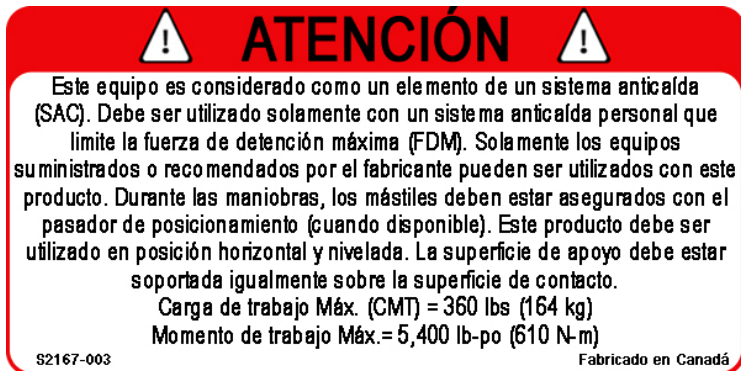 ATENCIÓN
Este equipo es considerado como un elemento de un sistema anticaída
(SAC). Debe ser utilizado solamente con un sistema anticaída personal que
limite la fuerza de detención máxima (FDM). Solamente los equipos
suministrados o recomendados por el fabricante pueden ser utilizados con este
producto. Durante las maniobras, los mástiles deben estar asegurados con el
pasador de posicionamiento (cuando disponible). Este producto debe ser
utilizado en posición horizontal y nivelada. La superficie de apoyo debe estar
soportada igualmente sobre la superficie de contacto.
Carga de trabajo Máx. (CMT) = 360 lbs (164 kg)
Momento de trabajo Máx.= 5,400 lb-po (610 N-m)
S2167-003 Fabricado en Canadá